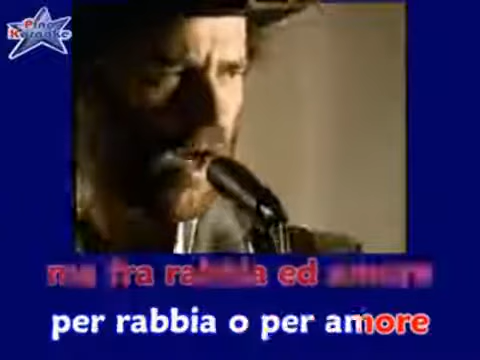 Pino
Karaoke
ma fra rabbia ed amore
per rabbia o per amore